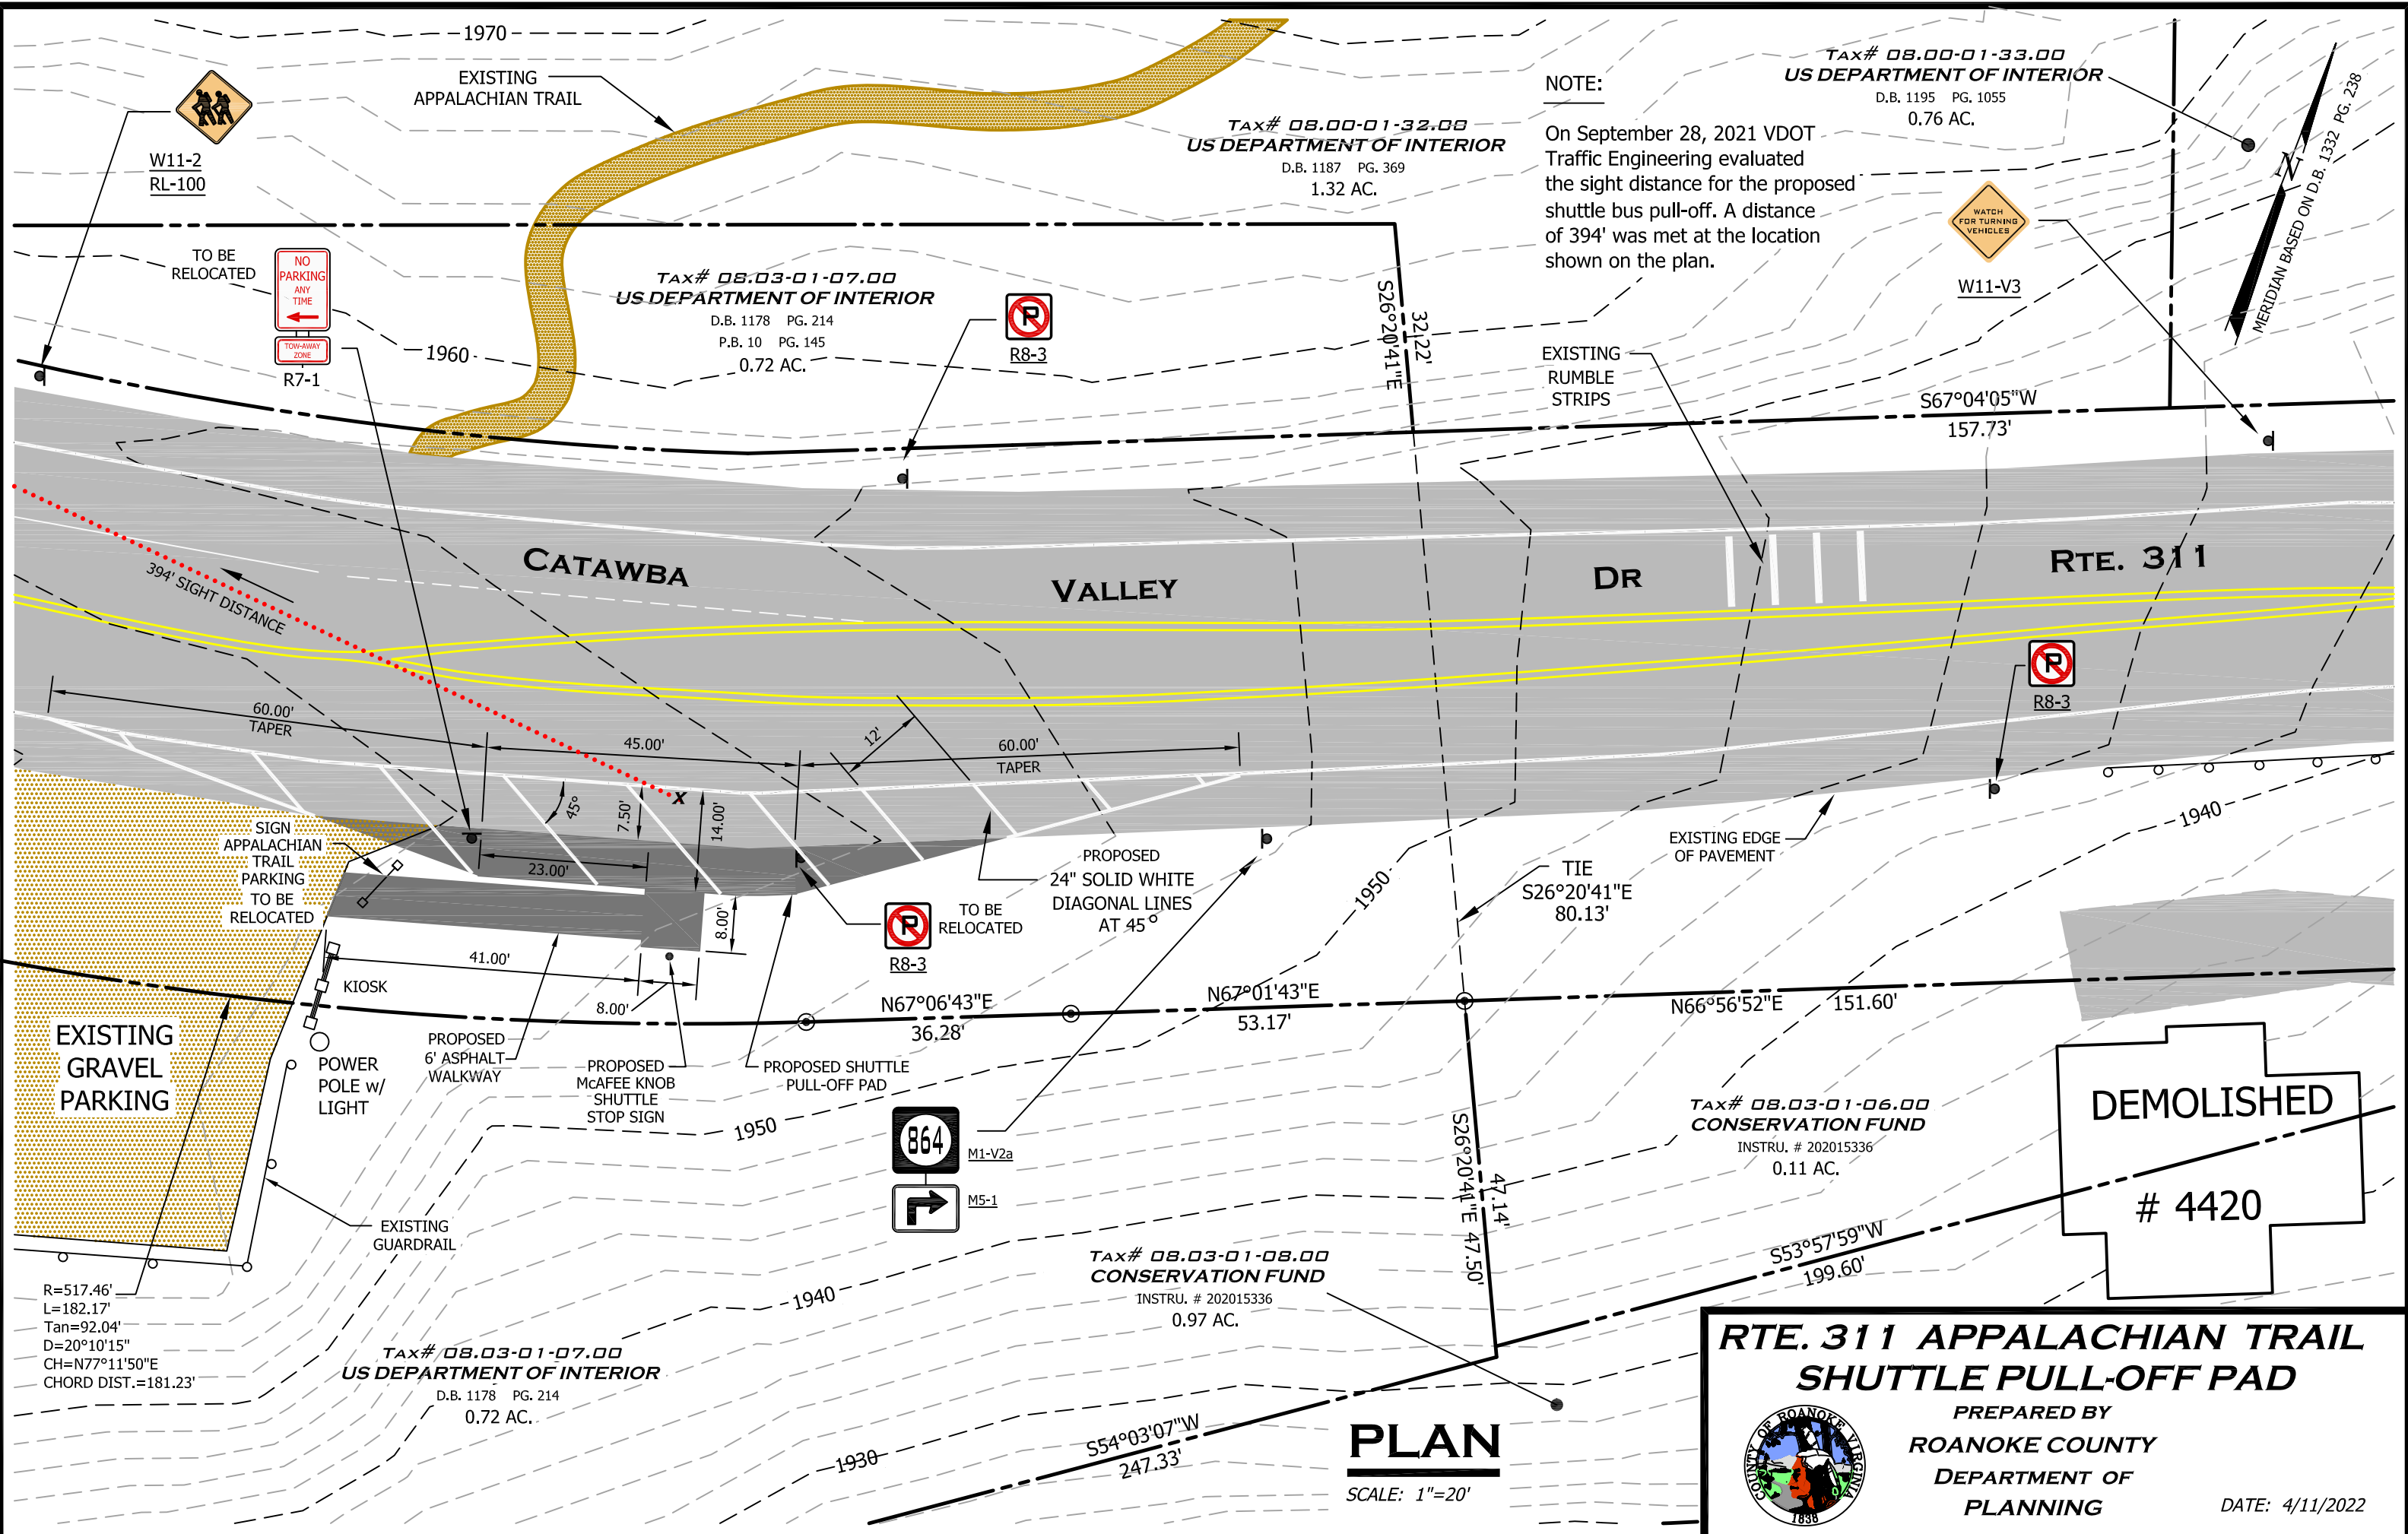 1970
EXISTING
APPALACHIAN TRAIL
W11-2
RL-100
TAX# 08.00-01-32.00
US DEPARTMENT OF INTERIOR
D.B. 1187 PG. 369
1.32 AC.
NOTE:
On September 28, 2021 VDOT
Traffic Engineering evaluated
the sight distance for the proposed
shuttle bus pull-off. A distance
of 394' was met at the location
shown on the plan.
TAX# 08.00-01-33.00
US DEPARTMENT OF INTERIOR
D.B. 1195 PG. 1055
0.76 AC.
N
MERIDIAN BASED ON D.B. 1332 PG. 238
WATCH
FOR TURNING
VEHICLES
W11-V3
TO BE
RELOCATED
NO
PARKING
ANY
TIME
TOW-AWAY
ZONE
R7-1
1960
TAX# 08.03-01-07.00
US DEPARTMENT OF INTERIOR
D.B. 1178 PG. 214
P.B. 10 PG. 145
0.72 AC.
P
R8-3
S26°20'41"E
32.22'
EXISTING
RUMBLE
STRIPS
S67°04'05"W
157.73'
394' SIGHT DISTANCE
CATAWBA
VALLEY
DR
RTE. 311
P
R8-3
60.00'
TAPER
45.00'
12'
60.00'
TAPER
45°
7.50'
X
14.00'
23.00'
SIGN
APPALACHIAN
TRAIL
PARKING
TO BE
RELOCATED
8.00'
P
R8-3
TO BE
RELOCATED
PROPOSED
24" SOLID WHITE
DIAGONAL LINES
AT 45°
1950
TIE
S26°20'41"E
80.13'
EXISTING EDGE
OF PAVEMENT
1940
41.00'
8.00'
KIOSK
N67°06'43"E
36.28'
N67°01'43"E
53.17'
N66°56'52"E 151.60'
EXISTING
GRAVEL
PARKING
POWER
POLE w/
LIGHT
PROPOSED
6' ASPHALT
WALKWAY
PROPOSED
McAFEE KNOB
SHUTTLE
STOP SIGN
PROPOSED SHUTTLE
PULL-OFF PAD
1950
864
M1-V2a
M5-1
S26°20'41"E 47.50'
47.14'
TAX# 08.03-01-06.00
CONSERVATION FUND
INSTRU. # 202015336
0.11 AC.
DEMOLISHED
# 4420
EXISTING
GUARDRAIL
R=517.46'
L=182.17'
Tan=92.04'
D=20°10'15"
CH=N77°11'50"E
CHORD DIST.=181.23'
1940
TAX# 08.03-01-07.00
US DEPARTMENT OF INTERIOR
D.B. 1178 PG. 214
0.72 AC.
TAX# 08.03-01-08.00
CONSERVATION FUND
INSTRU. # 202015336
0.97 AC.
S53°57'59"W
199.60'
1930
S54°03'07"W
247.33'
PLAN
SCALE: 1"=20'
RTE. 311 APPALACHIAN TRAIL
SHUTTLE PULL-OFF PAD
PREPARED BY
ROANOKE COUNTY
DEPARTMENT OF
PLANNING
DATE: 4/11/2022
COUNTY OF ROANOKE VIRGINIA
1838